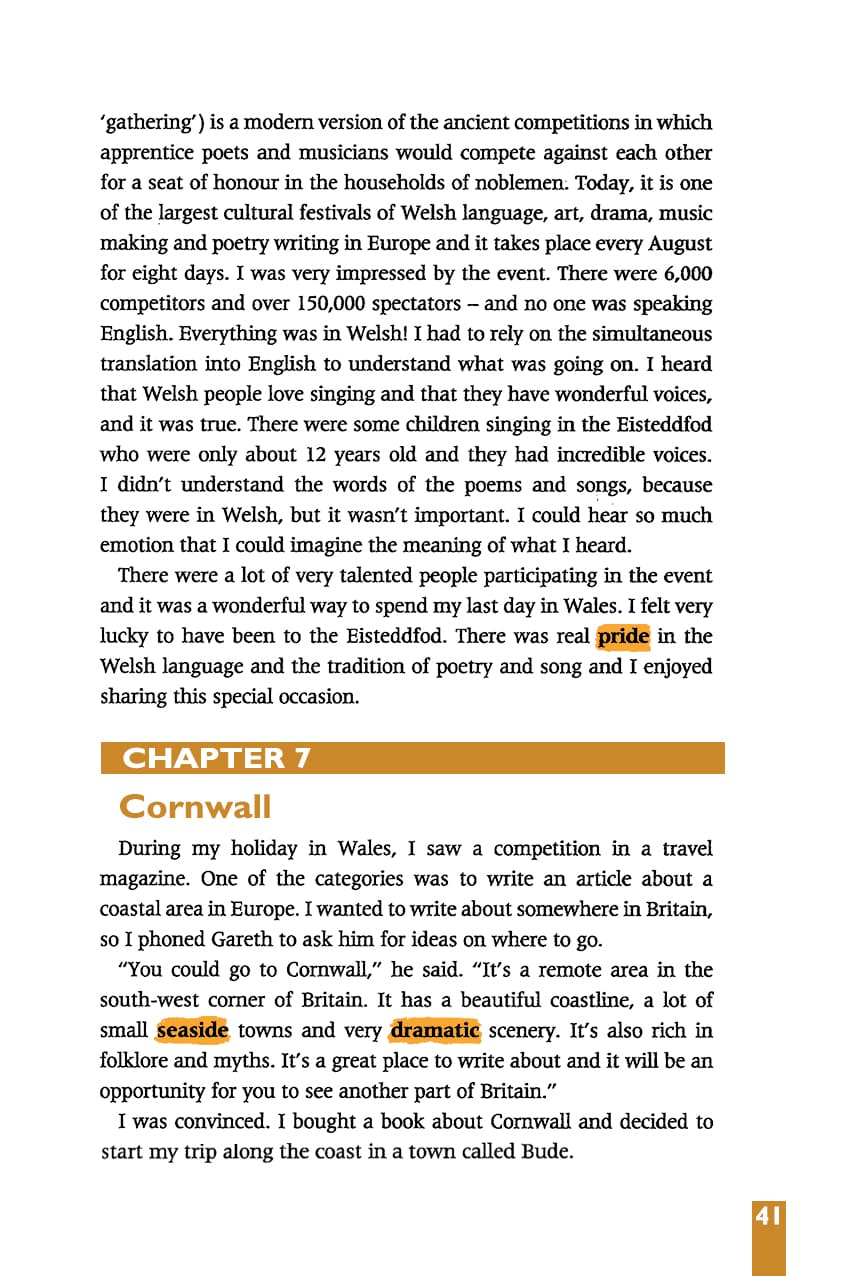 ‘gathering’) is a modern version of the ancient competitions in which
apprentice poets and musicians would compete against each other
for a seat of honour in the households of noblemen. Today, it is one
of the largest cultural festivals of Welsh language, art, drama, music
making and poetry writing in Europe and it takes place every August
for eight days. I was very impressed by the event. There were 6,000
competitors and over 150,000 spectators – and no one was speaking
English. Everything was in Welsh! I had to rely on the simultaneous
translation into English to understand what was going on. I heard
that Welsh people love singing and that they have wonderful voices,
and it was true. There were some children singing in the Eisteddfod
who were only about 12 years old and they had incredible voices.
I didn’t understand the words of the poems and songs, because
they were in Welsh, but it wasn’t important. I could hear so much
emotion that I could imagine the meaning of what I heard.
There were a lot of very talented people participating in the event
and it was a wonderful way to spend my last day in Wales. I felt very
lucky to have been to the Eisteddfod. There was real pride in the
Welsh language and the tradition of poetry and song and I enjoyed
sharing this special occasion.
CHAPTER 7
Cornwall
During my holiday in Wales, I saw a competition in a travel
magazine. One of the categories was to write an article about a
coastal area in Europe. I wanted to write about somewhere in Britain,
so I phoned Gareth to ask him for ideas on where to go.
“You could go to Cornwall,” he said. “It’s a remote area in the
south-west corner of Britain. It has a beautiful coastline, a lot of
small seaside towns and very dramatic scenery. It’s also rich in
folklore and myths. It’s a great place to write about and it will be an
opportunity for you to see another part of Britain.”
I was convinced. I bought a book about Cornwall and decided to
start my trip along the coast in a town called Bude.
41